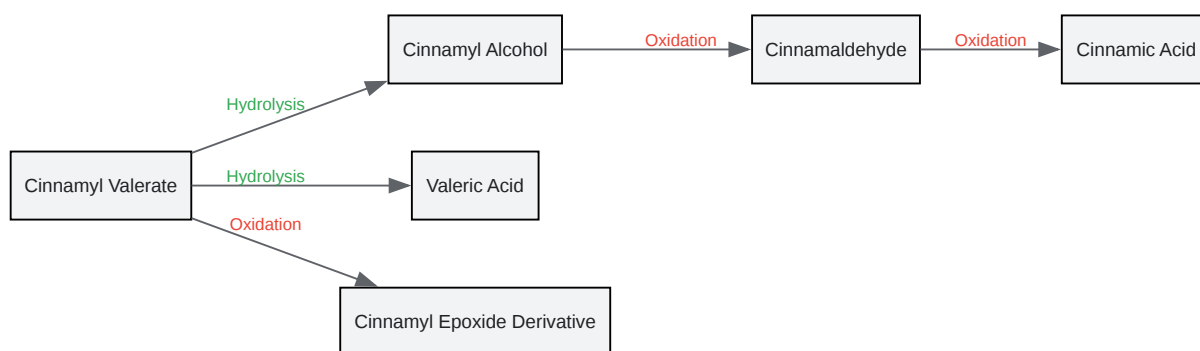 Cinnamyl Alcohol
Oxidation
Cinnamaldehyde
Oxidation
Cinnamic Acid
Hydrolysis
Cinnamyl Valerate
Hydrolysis
Valeric Acid
Oxidation
Cinnamyl Epoxide Derivative